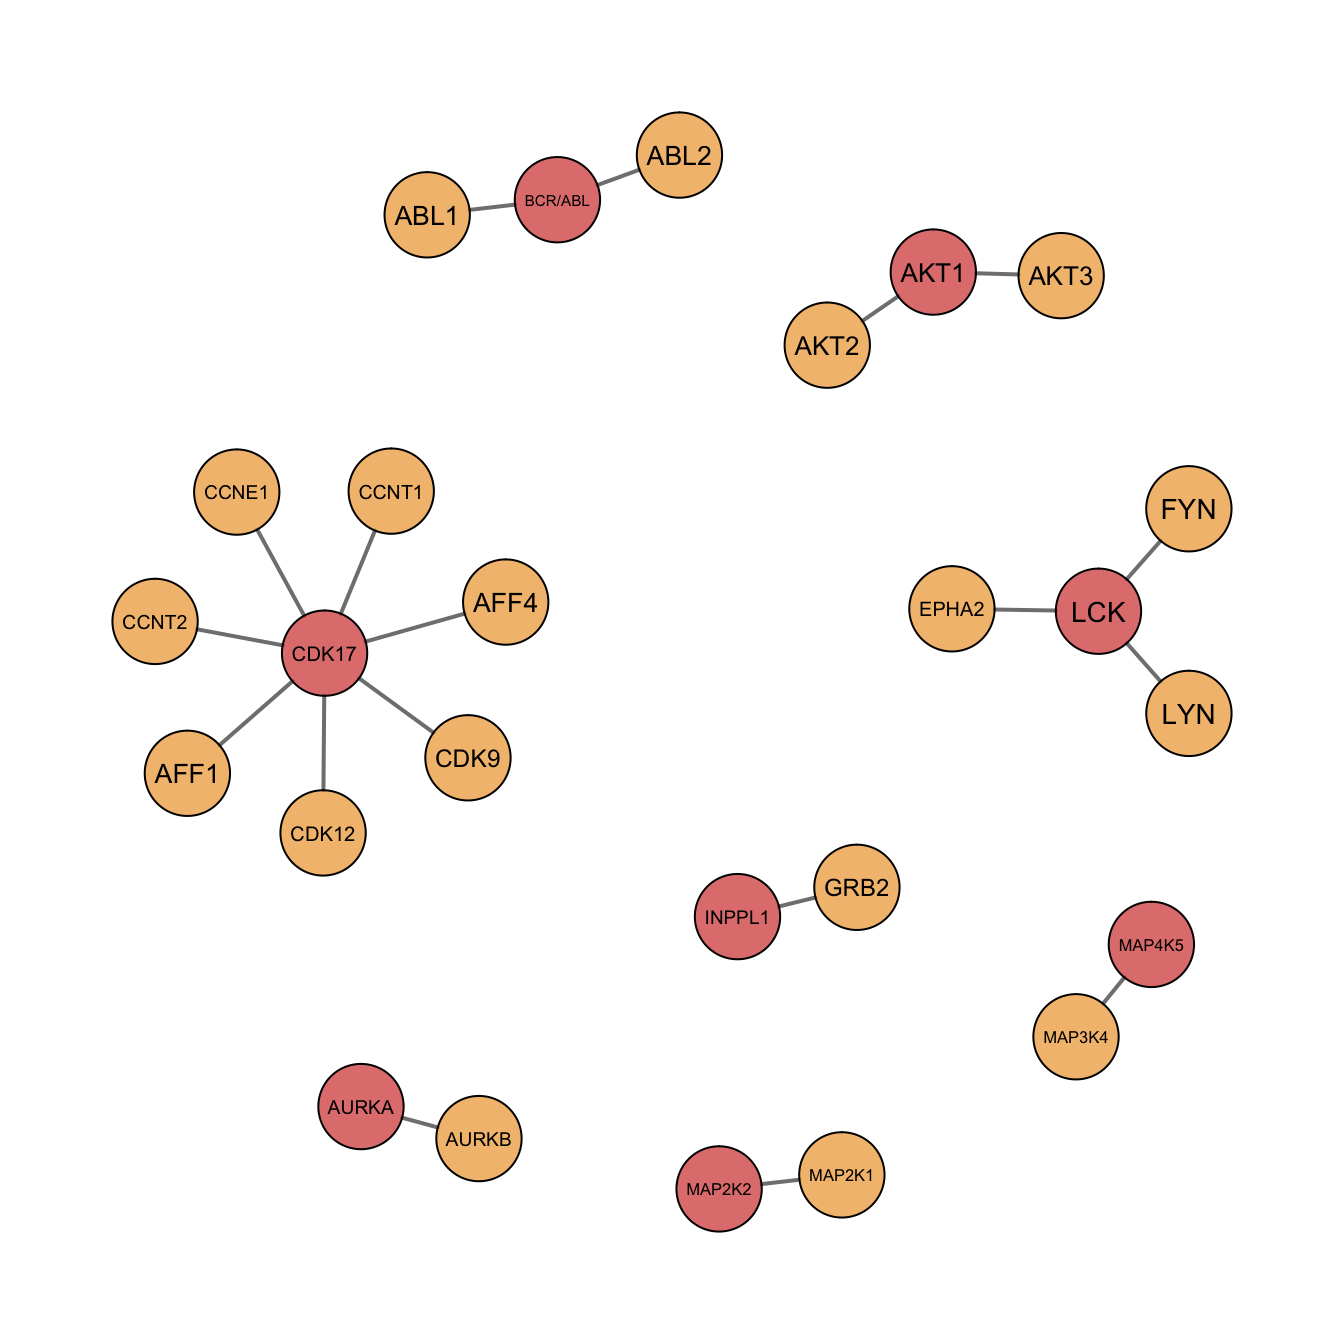 ABL2
BCR/ABL
ABL1
AKT1
AKT3
AKT2
CCNE1
CCNT1
FYN
AFF4
EPHA2
LCK
CCNT2
CDK17
LYN
CDK9
AFF1
CDK12
GRB2
INPPL1
MAP4K5
MAP3K4
AURKA
AURKB
MAP2K1
MAP2K2